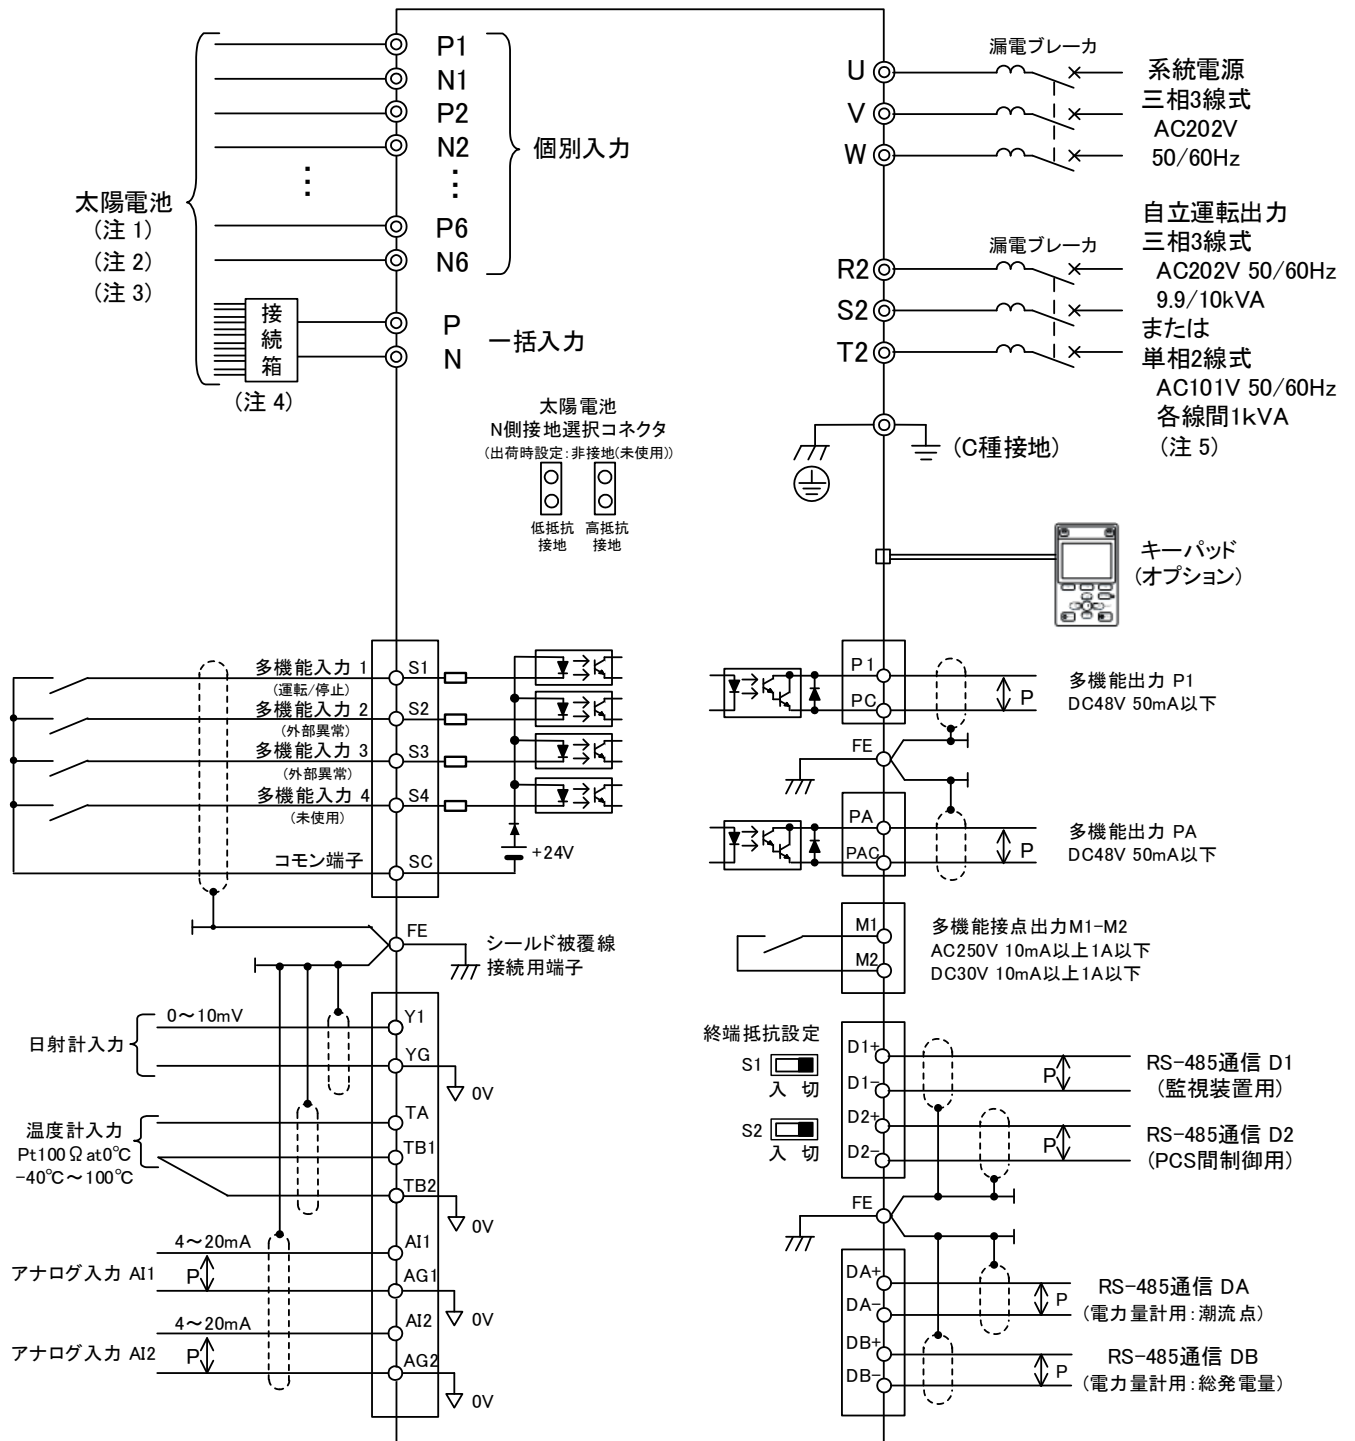 P1
N1
P2
N2
⋮
⋮
P6
N6
個別入力
太陽電池
(注 1)
(注 2)
(注 3)
接
続
箱
(注 4)
P
N
一括入力
太陽電池
N側接地選択コネクタ
(出荷時設定:非接地(未使用))
低抵抗
接地
高抵抗
接地
漏電ブレーカ
U
V
W
系統電源
三相3線式
AC202V
50/60Hz
漏電ブレーカ
R2
S2
T2
自立運転出力
三相3線式
AC202V 50/60Hz
9.9/10kVA
または
単相2線式
AC101V 50/60Hz
各線間1kVA
(注 5)
(C種接地)
キーパッド
(オプション)
多機能入力 1
(運転/停止)
S1
多機能入力 2
(外部異常)
S2
多機能入力 3
(外部異常)
S3
多機能入力 4
(未使用)
S4
コモン端子
SC
+24V
FE
シールド被覆線
接続用端子
日射計入力
0～10mV
Y1
YG
0V
温度計入力
Pt100Ω at0℃
-40℃～100℃
TA
TB1
TB2
0V
アナログ入力 AI1
4～20mA
P
AI1
AG1
0V
アナログ入力 AI2
4～20mA
P
AI2
AG2
0V
P1
PC
P
多機能出力 P1
DC48V 50mA以下
FE
PA
PAC
P
多機能出力 PA
DC48V 50mA以下
M1
M2
多機能接点出力M1-M2
AC250V 10mA以上1A以下
DC30V 10mA以上1A以下
終端抵抗設定
S1
入 切
S2
入 切
D1+
D1-
P
RS-485通信 D1
(監視装置用)
D2+
D2-
P
RS-485通信 D2
(PCS間制御用)
FE
DA+
DA-
P
RS-485通信 DA
(電力量計用:潮流点)
DB+
DB-
P
RS-485通信 DB
(電力量計用:総発電量)